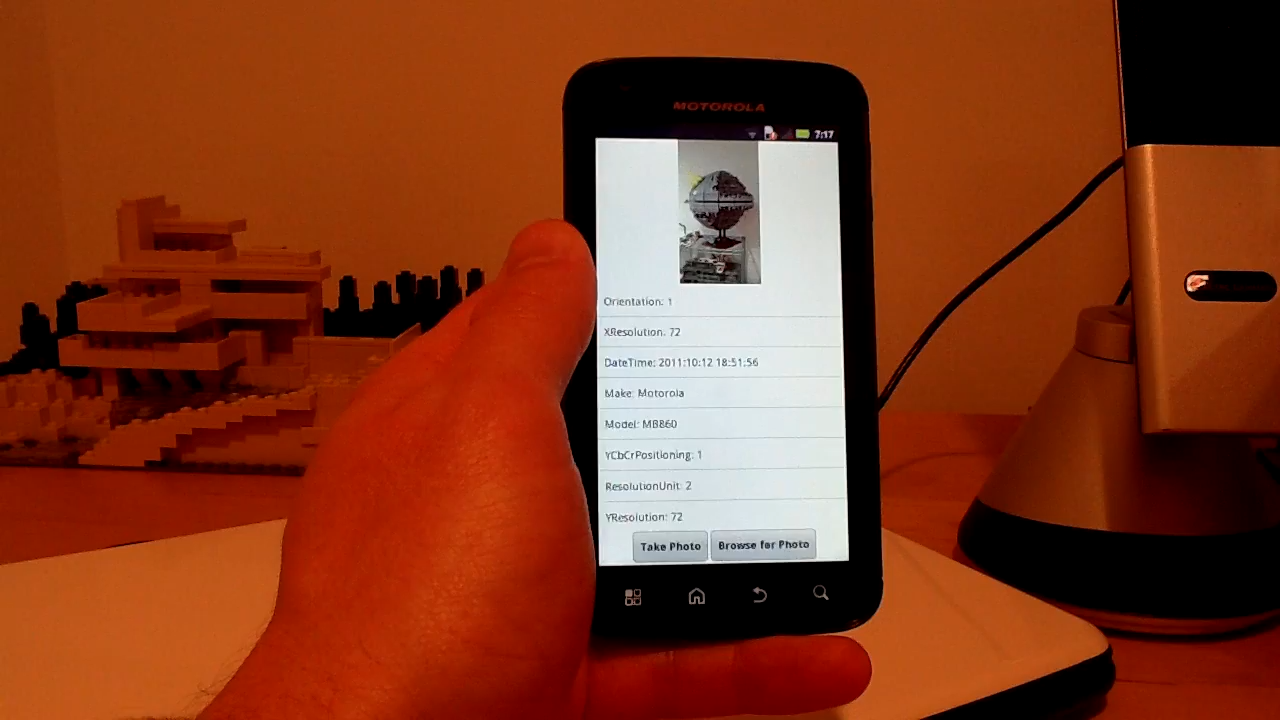 MOTOROLA
7:17
Orientation: 1
XResolution: 72
DateTime: 2011:10:12 18:51:56
Make: Motorola
Model: MB860
YCbCrPositioning: 1
ResolutionUnit: 2
YResolution: 72
Take Photo Browse for Photo